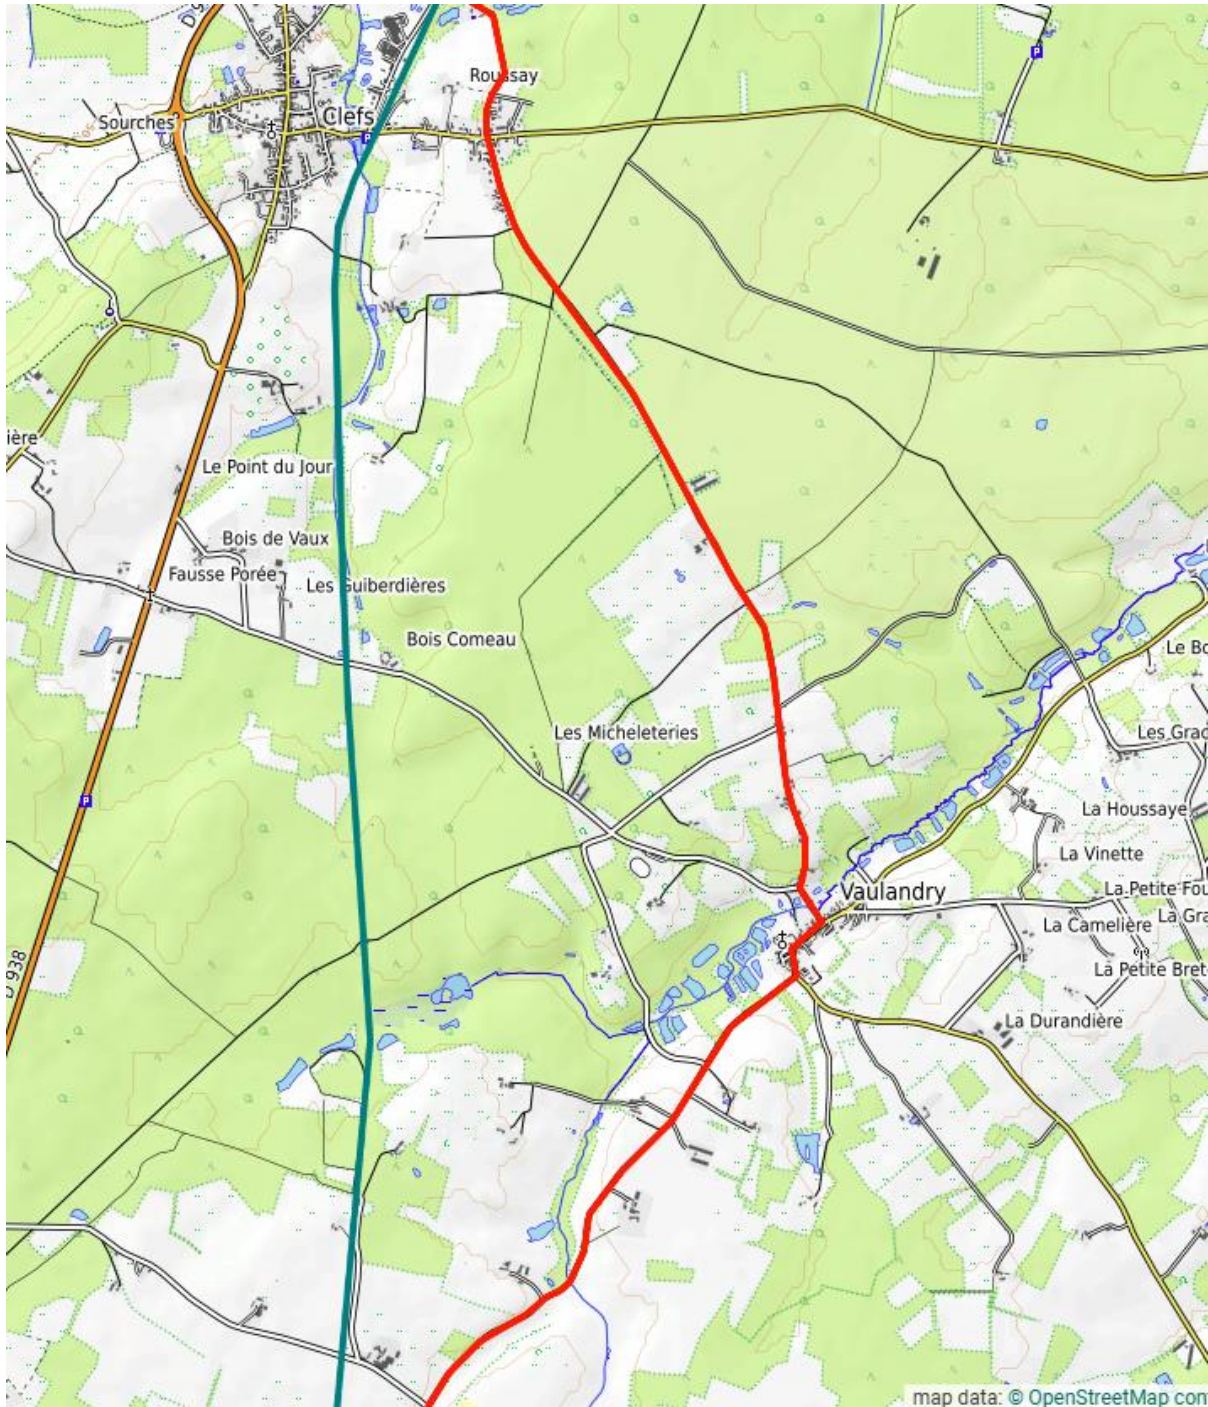 Roussay
Clefs
Sourches
ière
Le Point du Jour
Bois de Vaux
Fausse Porée
Les Guiberdières
Bois Comeau
Le Bo
Les Micheleteries
Les Grac
La Houssaye
La Vinette
Vaulandry
La Petite Fou
La Camelière
La Gra
D 938
La Petite Bret
La Durandière
map data: © OpenStreetMap con